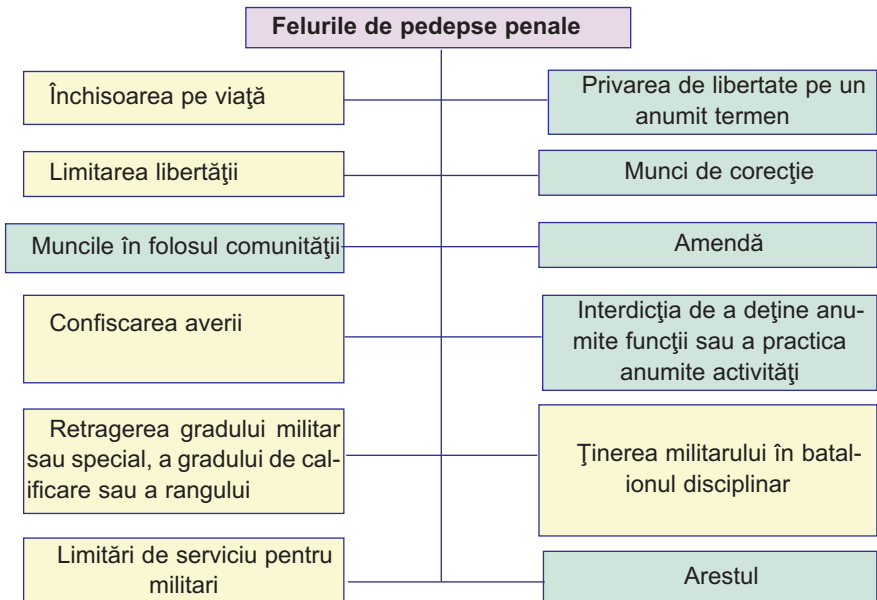 Felurile de pedepse penale
Închisoarea pe viaţă
Privarea de libertate pe un
anumit termen
Limitarea libertăţii
Munci de corecţie
Muncile în folosul comunităţii
Amendă
Confiscarea averii
Interdicţia de a deţine anu-
mite funcţii sau a practica
anumite activităţi
Retragerea gradului militar
sau special, a gradului de cal-
ificare sau a rangului
Ţinerea militarului în batal-
ionul disciplinar
Limitări de serviciu pentru
militari
Arestul